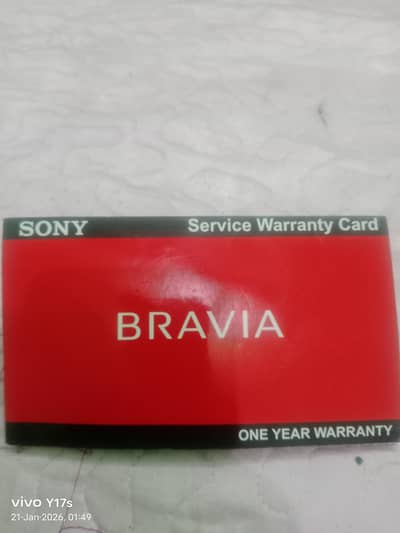 SONY
Service Warranty Card
BRAVIA
ONE YEAR WARRANTY
vivo Y17s
21-Jan-2026, 01:49